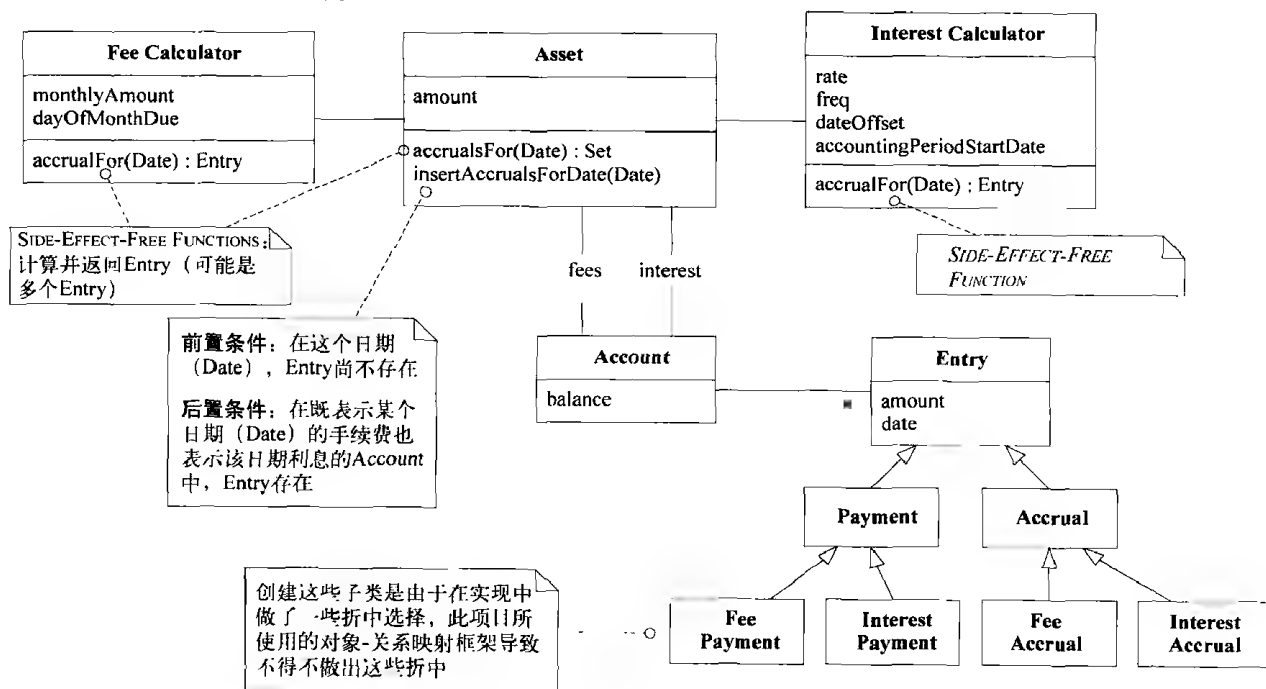 Fee Calculator
monthlyAmount
dayOfMonthDue
accrualFor(Date) : Entry
Asset
amount
accrualsFor(Date) : Set
insertAccrualsForDate(Date)
Interest Calculator
rate
freq
dateOffset
accountingPeriodStartDate
accrualFor(Date) : Entry
SIDE-EFFECT-FREE FUNCTIONS:
计算并返回Entry（可能是
多个Entry）
SIDE-EFFECT-FREE
FUNCTION
fees
interest
前置条件：在这个日期
（Date），Entry尚不存在
后置条件：在既表示某个
日期（Date）的手续费也
表示该日期利息的Account
中，Entry存在
Account
balance
Entry
amount
date
Payment
Accrual
创建这些子类是由于在实现中
做了一些折中选择，此项目所
使用的对象-关系映射框架导致
不得不做出这些折中
Fee
Payment
Interest
Payment
Fee
Accrual
Interest
Accrual